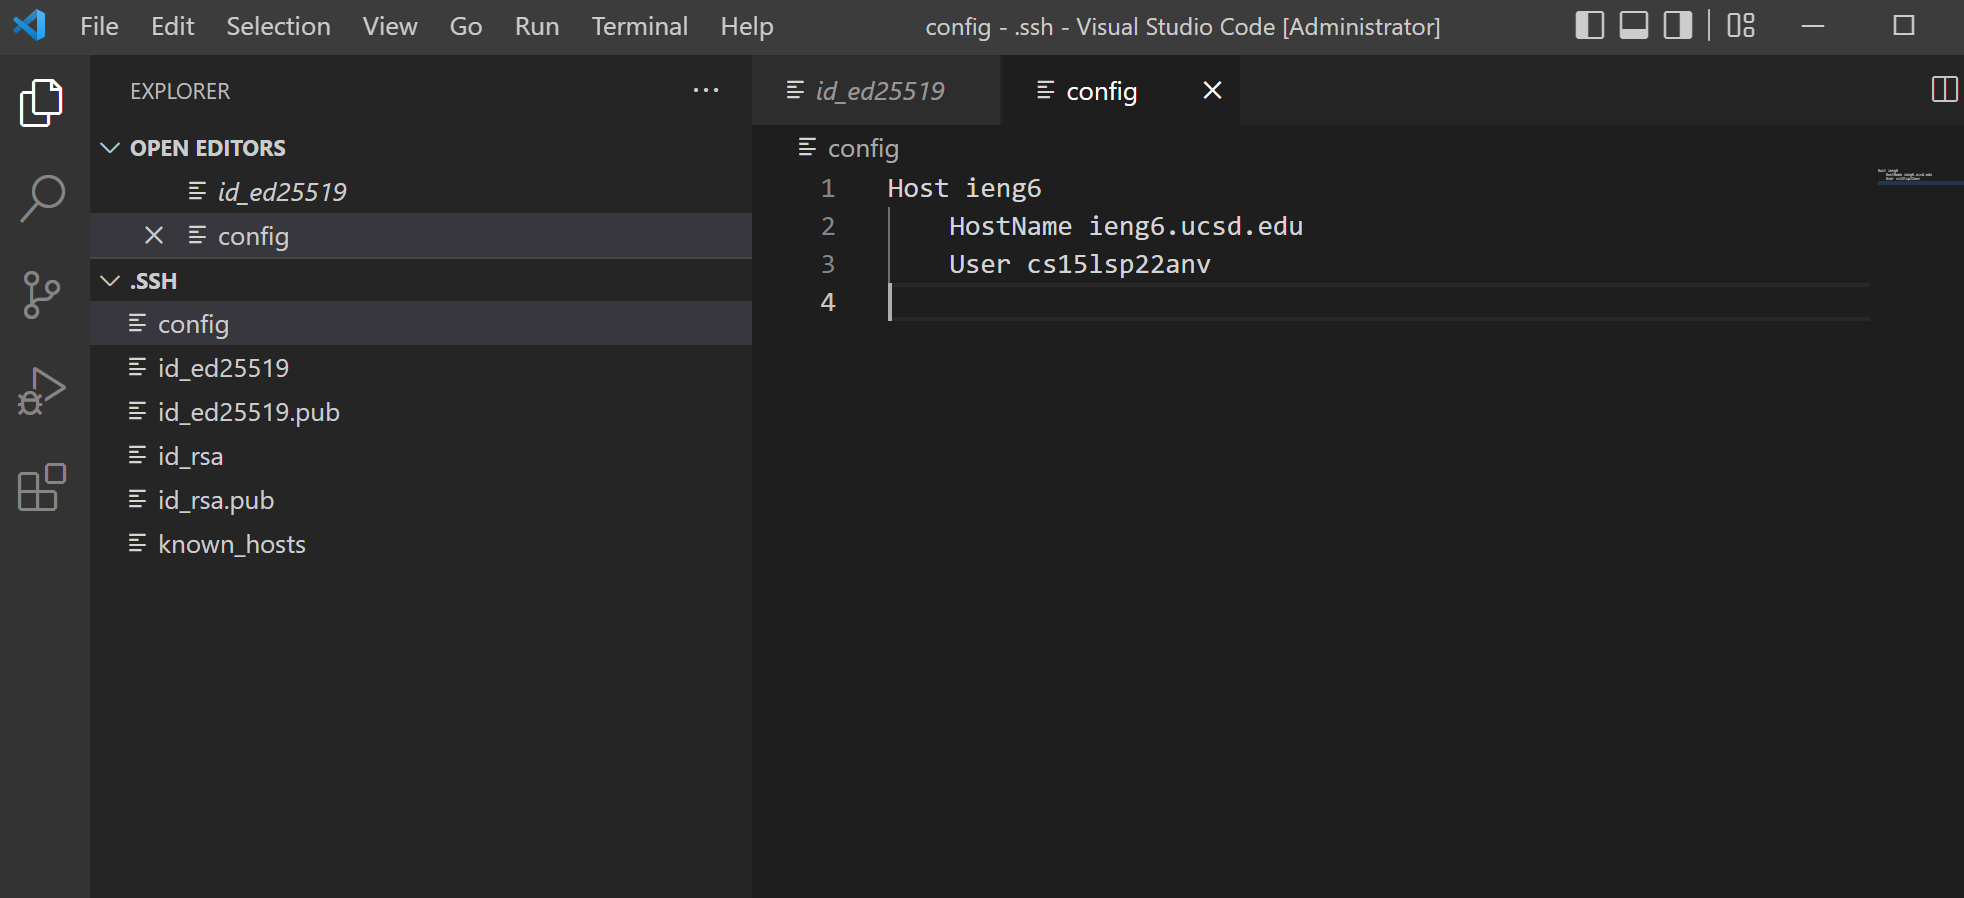 File Edit Selection View Go Run Terminal Help
config - .ssh - Visual Studio Code [Administrator]
EXPLORER
OPEN EDITORS
id_ed25519
config
.SSH
config
id_ed25519
id_ed25519.pub
id_rsa
id_rsa.pub
known_hosts
id_ed25519
config
config
1 Host ieng6
2 HostName ieng6.ucsd.edu
3 User cs15lsp22anv
4